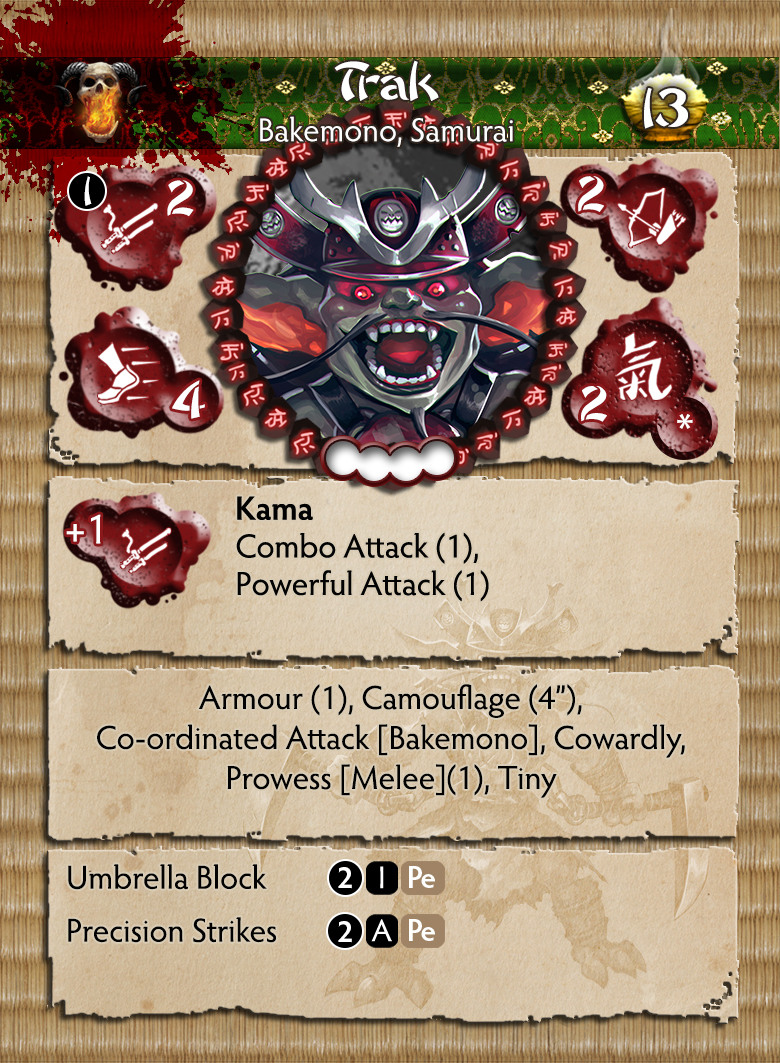 Trak
13
Bakemono, Samurai
1 2
2
4
氣
2 *
+1
Kama
Combo Attack (1),
Powerful Attack (1)
Armour (1), Camouflage (4"),
Co-ordinated Attack [Bakemono], Cowardly,
Prowess [Melee](1), Tiny
Umbrella Block 2 I Pe
Precision Strikes 2 A Pe